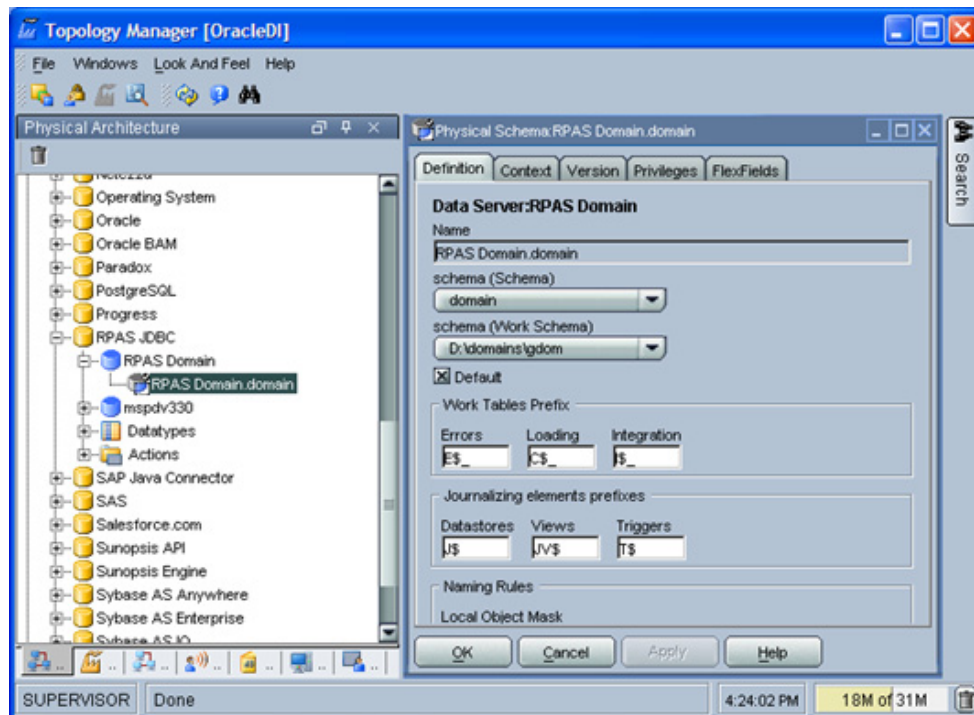 Topology Manager [OracleDI]
File Windows Look And Feel Help
Physical Architecture
Operating System
Oracle
Oracle BAM
Paradox
PostgreSQL
Progress
RPAS JDBC
RPAS Domain
RPAS Domain.domain
mspdv330
Datatypes
Actions
SAP Java Connector
SAS
Salesforce.com
Sunopsis API
Sunopsis Engine
Sybase AS Anywhere
Sybase AS Enterprise
Sybase AS IQ
Physical Schema:RPAS Domain.domain
Definition Context Version Privileges FlexFields
Data Server:RPAS Domain
Name
RPAS Domain.domain
schema (Schema)
domain
schema (Work Schema)
D:\domains\gdom
Default
Work Tables Prefix
Errors Loading Integration
E$_ C$_ I$_
Journalizing elements prefixes
Datastores Views Triggers
J$ JV$ T$
Naming Rules
Local Object Mask
OK Cancel Apply Help
Search
SUPERVISOR Done 4:24:02 PM 18M of 31M